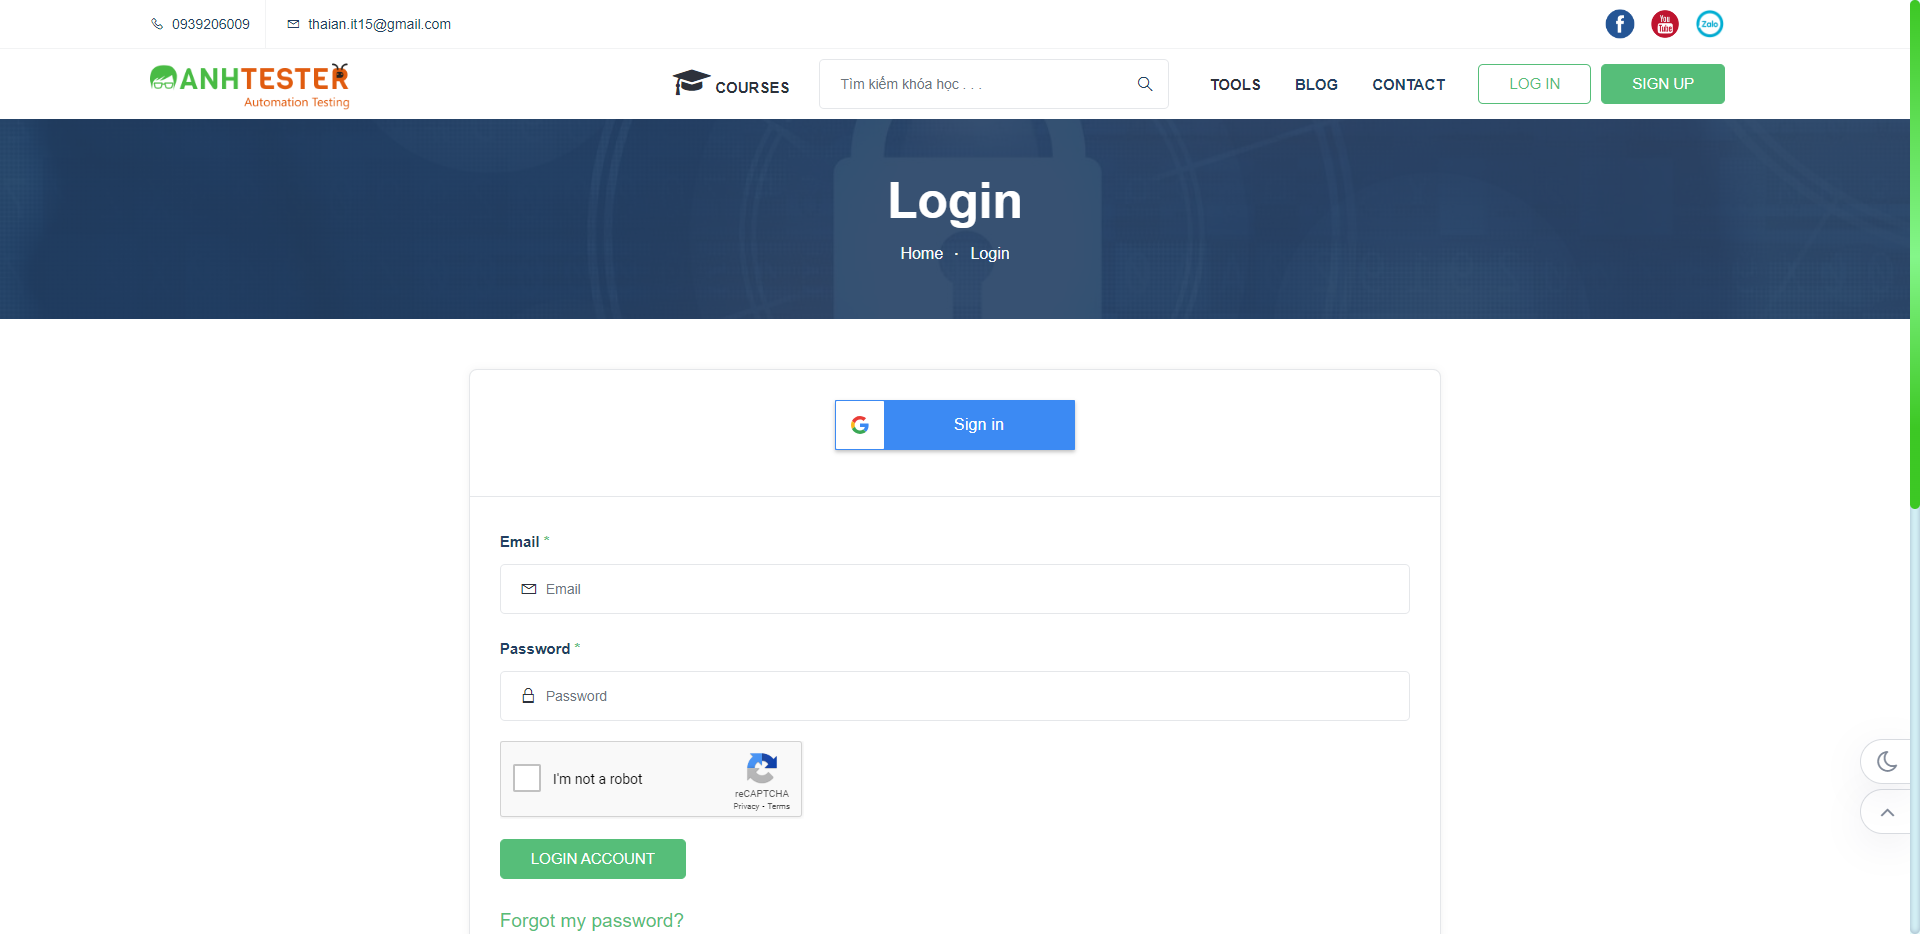 0939206009
thaian.it15@gmail.com
You
Tube
Zalo
ANHTESTER
Automation Testing
COURSES
Tìm kiếm khóa học . . .
TOOLS
BLOG
CONTACT
LOG IN
SIGN UP
Login
Home · Login
Sign in
Email *
Email
Password *
Password
I'm not a robot
reCAPTCHA
Privacy - Terms
LOGIN ACCOUNT
Forgot my password?